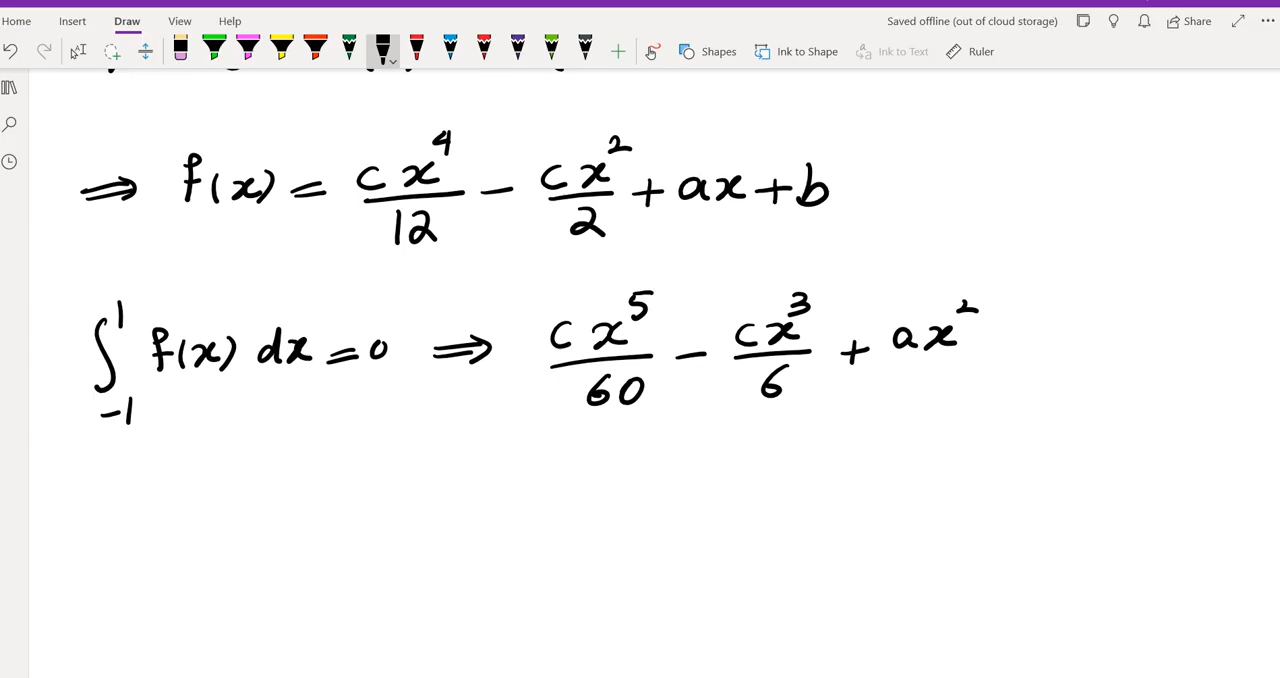 Home Insert Draw View Help Saved offline (out of cloud storage) Share
Shapes Ink to Shape Ink to Text Ruler
⇒ f(x) = cx⁴/12 − cx²/2 + ax + b
∫₋₁¹ f(x) dx = 0 ⇒ cx⁵/60 − cx³/6 + ax²